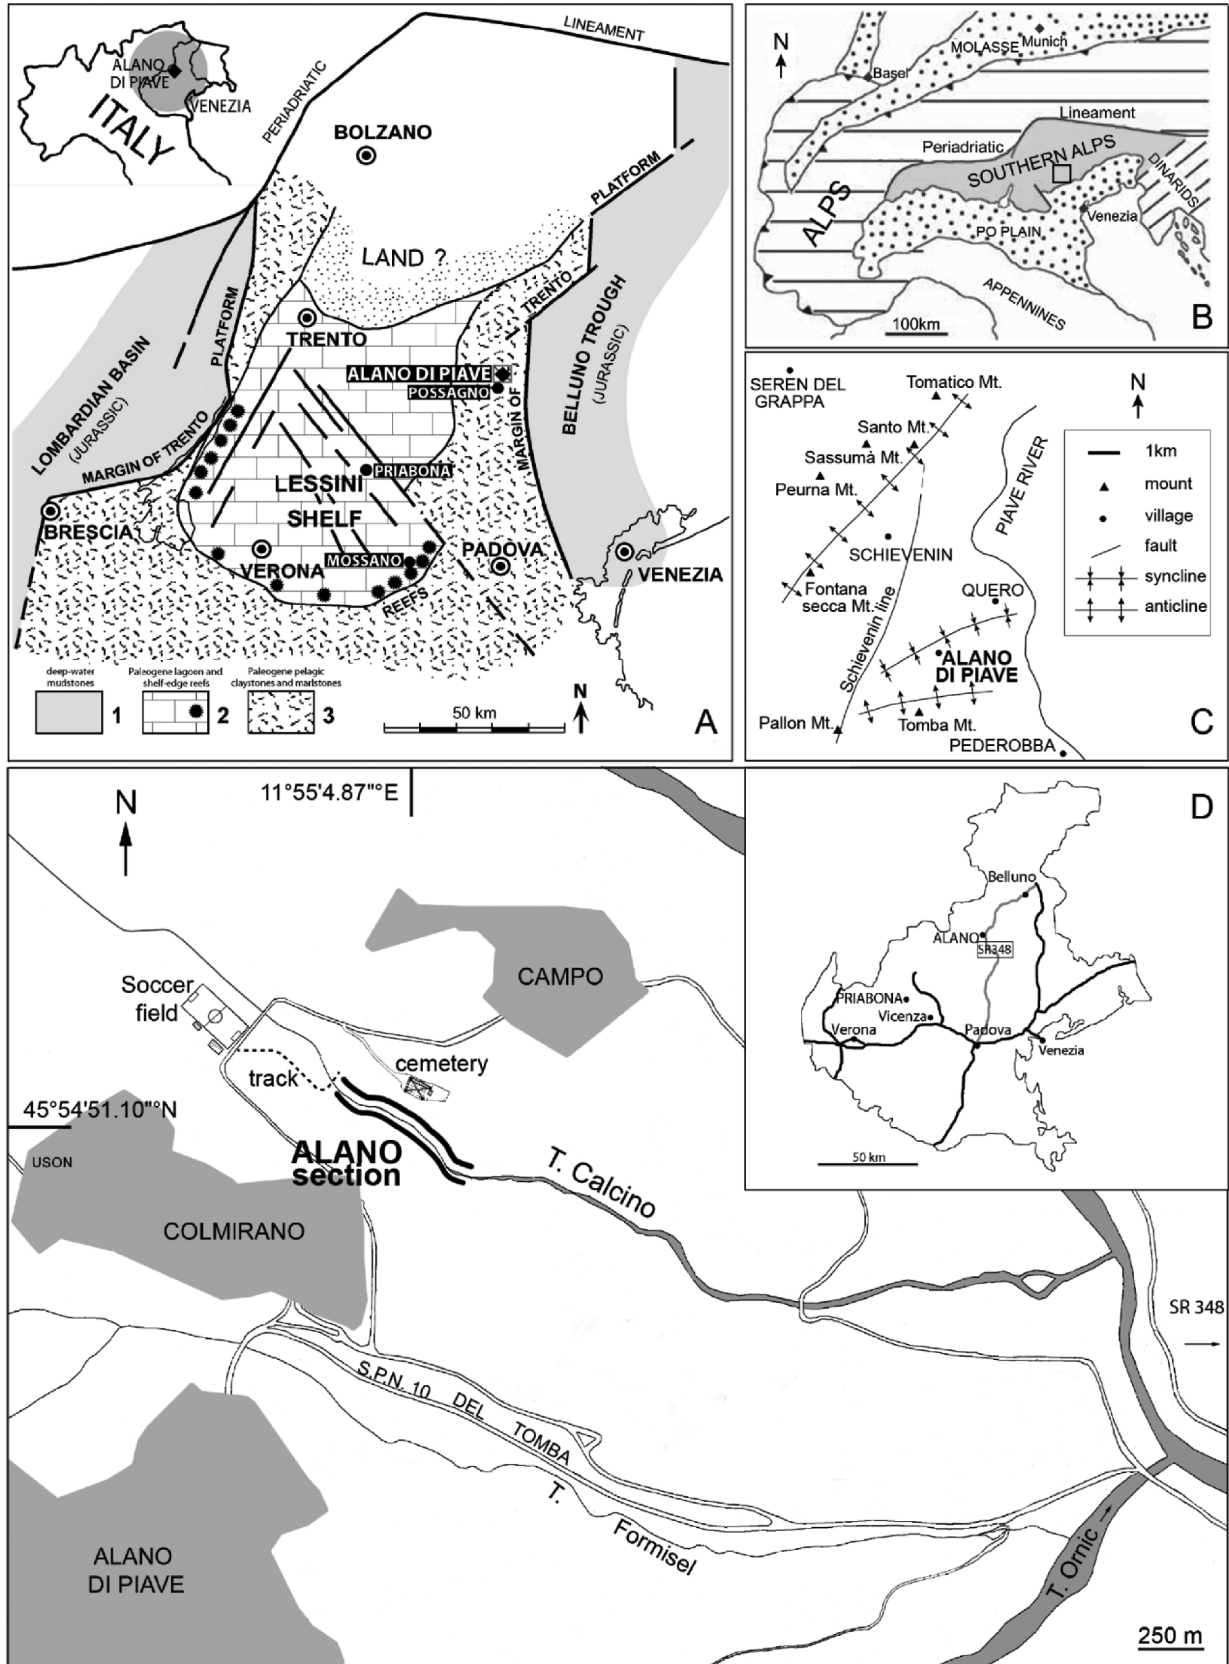 LINEAMENT
PERIADRIATIC
ALANO
DI PIAVE
VENEZIA
ITALY
BOLZANO
PLATFORM
LAND ?
TRENTO
PLATFORM
TRENTO
LOMBARDIAN BASIN
(JURASSIC)
MARGIN OF TRENTO
ALANO DI PIAVE
POSSAGNO
MARGIN OF
BELLUNO TROUGH
(JURASSIC)
PRIABONA
LESSINI
SHELF
BRESCIA
VERONA
MOSSANO
PADOVA
VENEZIA
REEFS
deep-water
mudstones
1
Paleogene lagoon and
shelf-edge reefs
2
Paleogene pelagic
claystones and marlstones
3
50 km
N
A
N
MOLASSE
Munich
Basel
Lineament
Periadriatic
SOUTHERN ALPS
DINARIDS
ALPS
Venezia
PO PLAIN
APPENNINES
100km
B
SEREN DEL
GRAPPA
Tomatico Mt.
N
Santo Mt.
Sassumà Mt.
Peurna Mt.
PIAVE RIVER
1km
mount
village
fault
syncline
anticline
SCHIEVENIN
Fontana
secca Mt.
QUERO
Schievenin line
ALANO
DI PIAVE
Pallon Mt.
Tomba Mt.
PEDEROBBA
C
N
11°55'4.87"°E
Soccer
field
CAMPO
track
cemetery
45°54'51.10"°N
USON
ALANO
section
T. Calcino
COLMIRANO
SR 348
S.P.N. 10 DEL TOMBA
T. Formisel
ALANO
DI PIAVE
T. Ornic
250 m
D
Belluno
ALANO
SR348
PRIABONA
Vicenza
Verona
Padova
Venezia
50 km